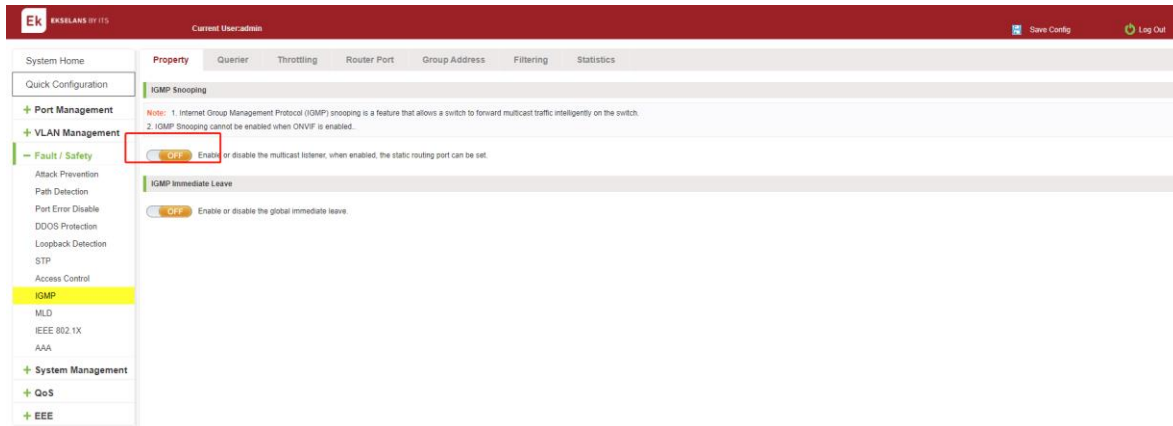 Ek EKSELANS BY ITS
Current User:admin
Save Config
Log Out
System Home
Quick Configuration
+ Port Management
+ VLAN Management
− Fault / Safety
Attack Prevention
Path Detection
Port Error Disable
DDOS Protection
Loopback Detection
STP
Access Control
IGMP
MLD
IEEE 802.1X
AAA
+ System Management
+ QoS
+ EEE
Property Querier Throttling Router Port Group Address Filtering Statistics
IGMP Snooping
Note: 1. Internet Group Management Protocol (IGMP) snooping is a feature that allows a switch to forward multicast traffic intelligently on the switch.
2. IGMP Snooping cannot be enabled when ONVIF is enabled.
OFF Enable or disable the multicast listener, when enabled, the static routing port can be set.
IGMP Immediate Leave
OFF Enable or disable the global immediate leave.